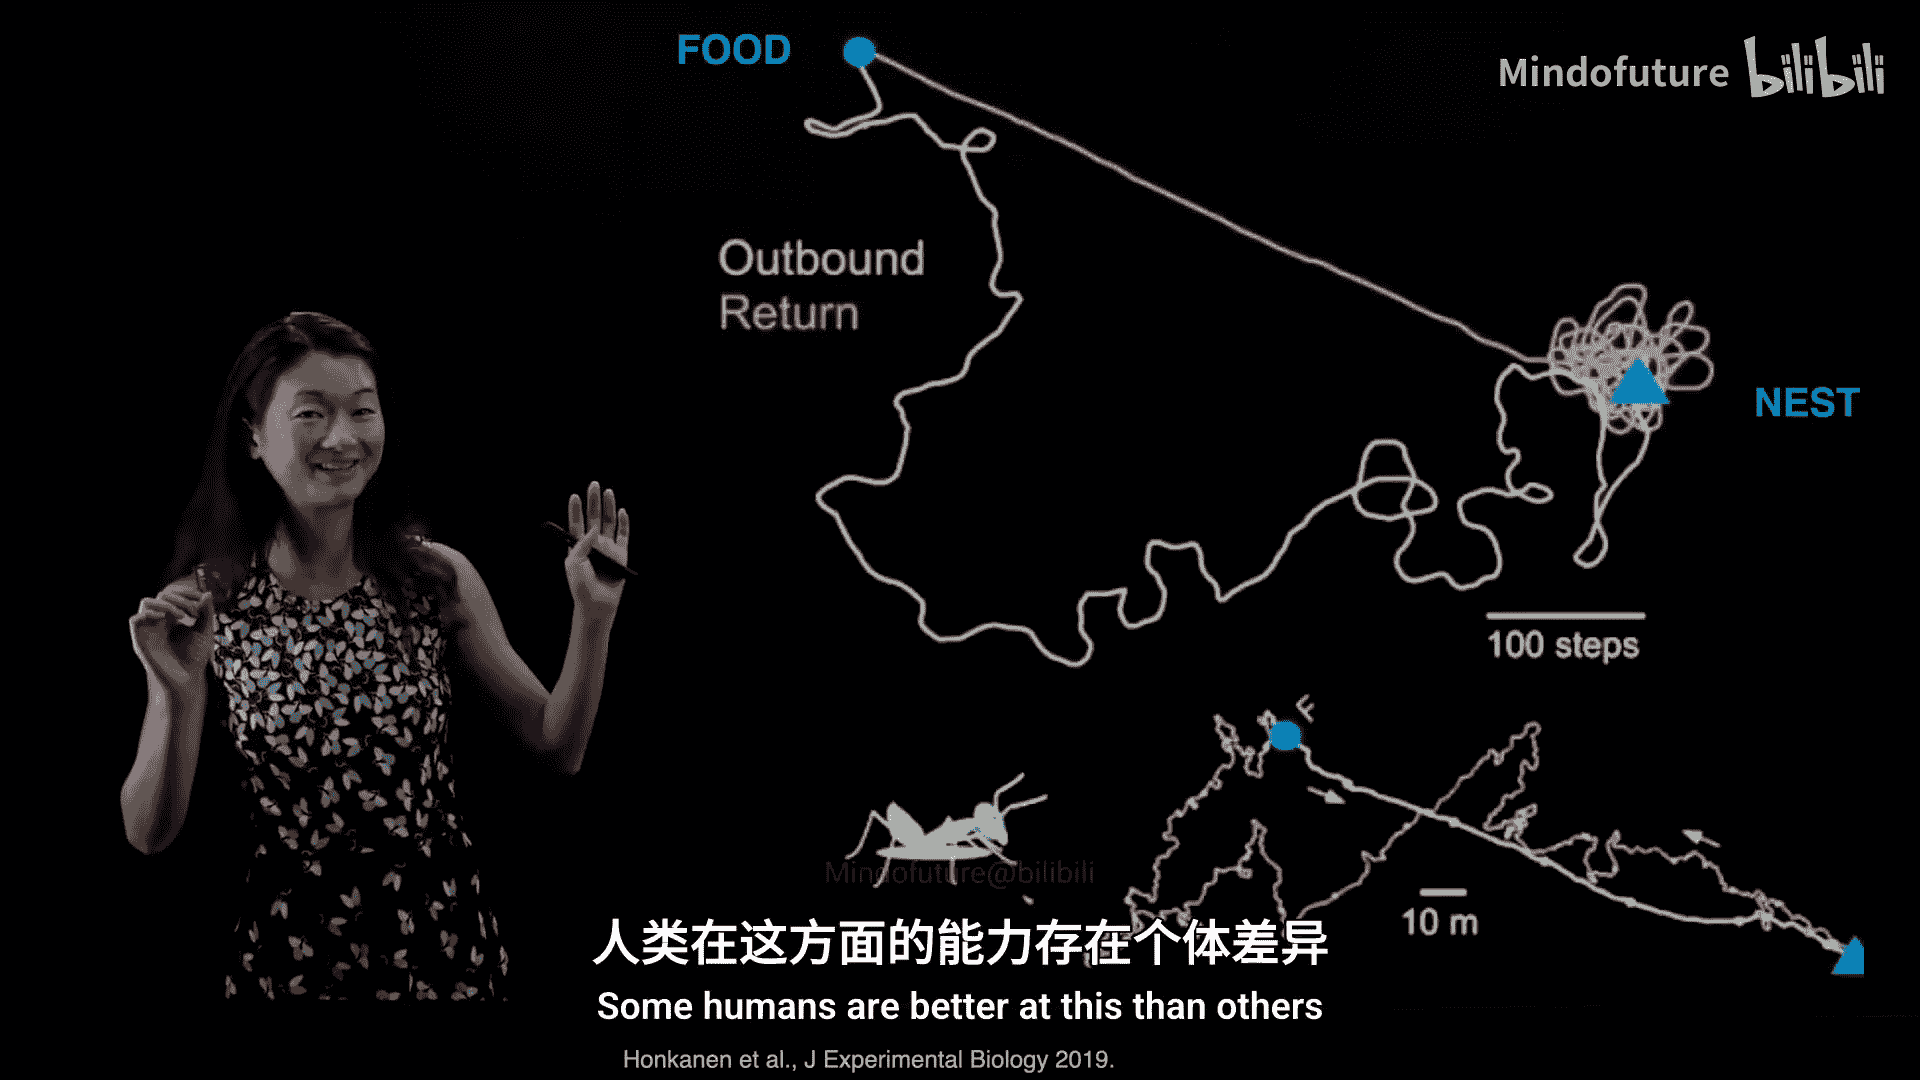 FOOD
Mindofuture bilibili
Outbound
Return
NEST
100 steps
F
10 m
Mindofuture@bilibili
人类在这方面的能力存在个体差异
Some humans are better at this than others
Honkanen et al., J Experimental Biology 2019.